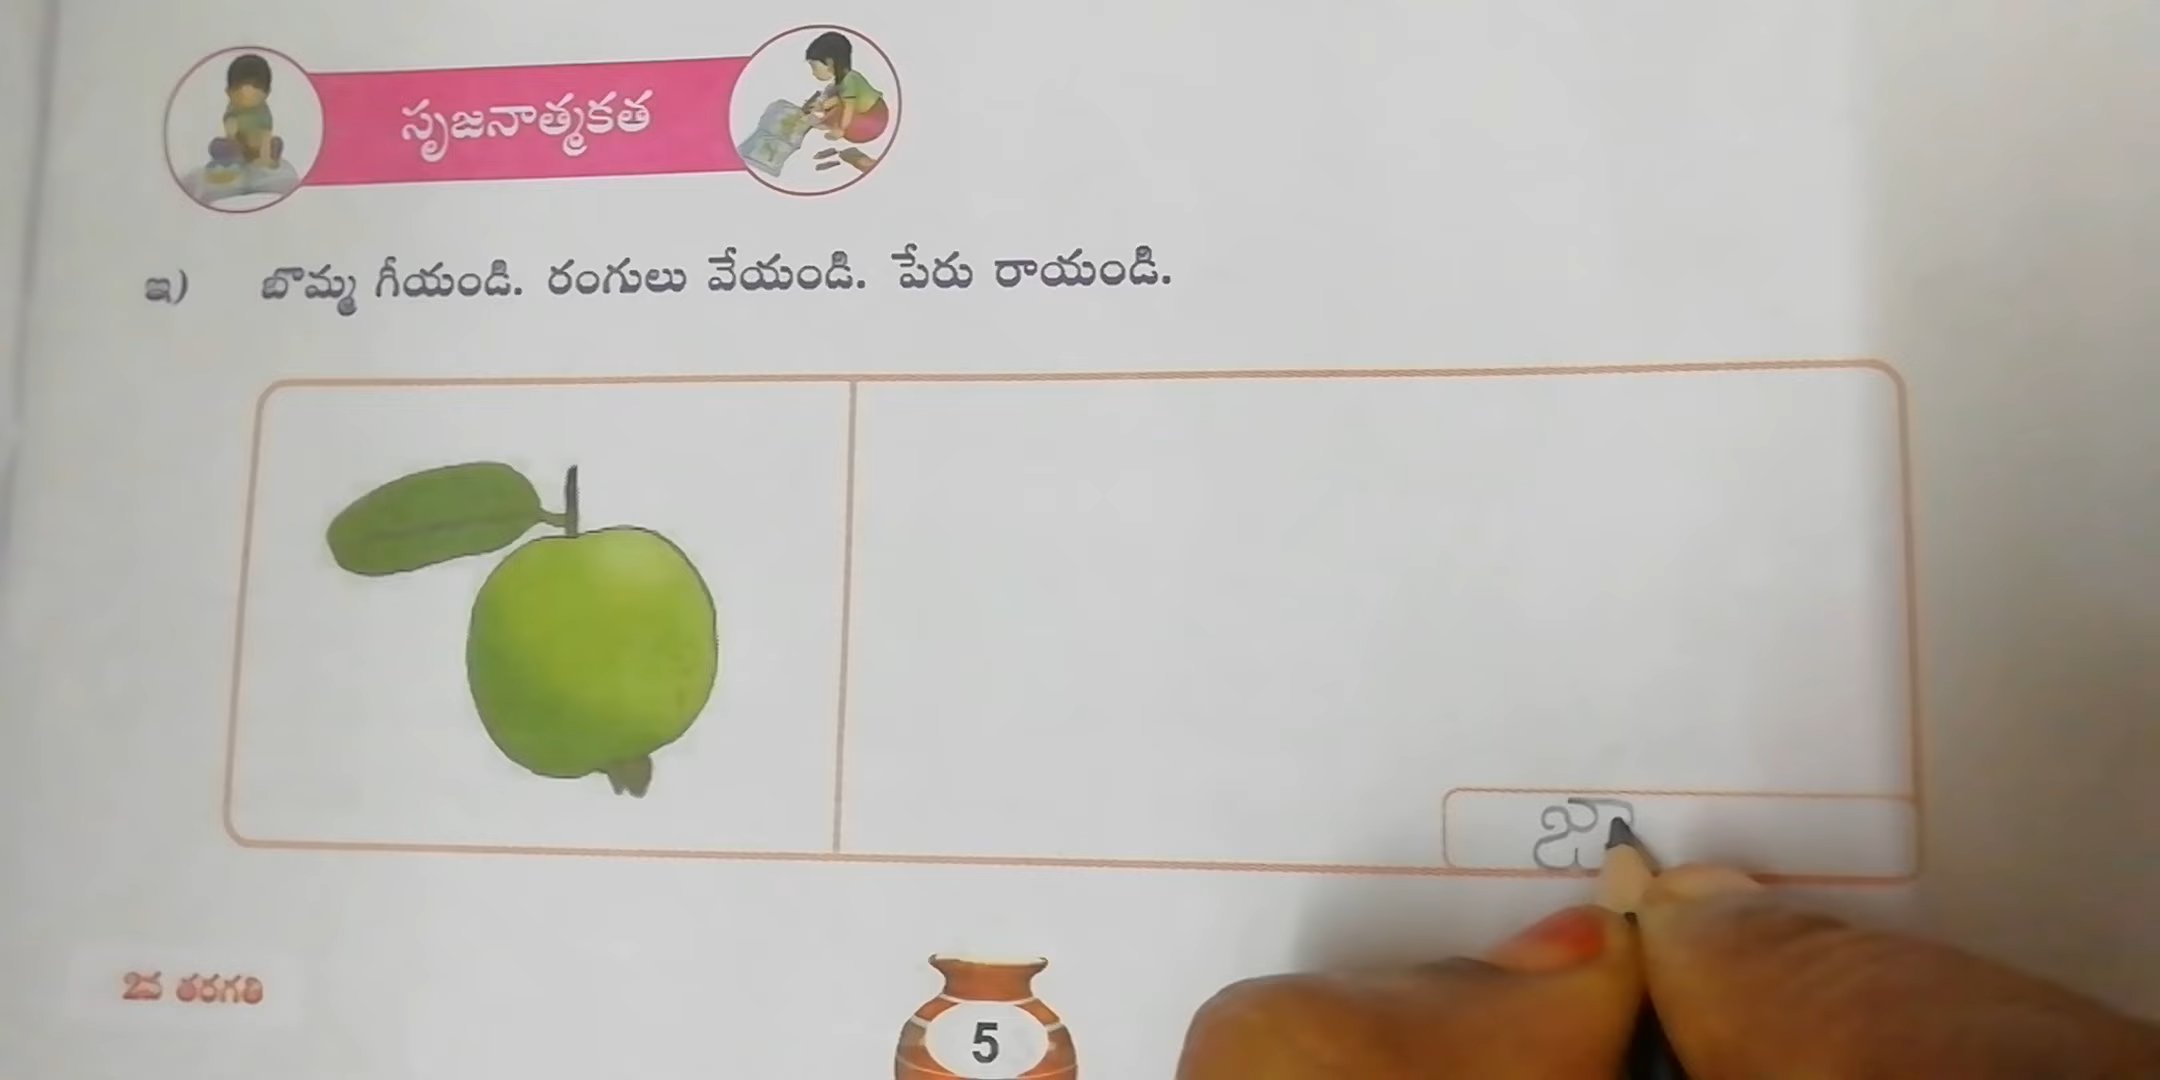 సృజనాత్మకత
ఇ) బొమ్మ గీయండి. రంగులు వేయండి. పేరు రాయండి.
జా
2వ తరగతి
5